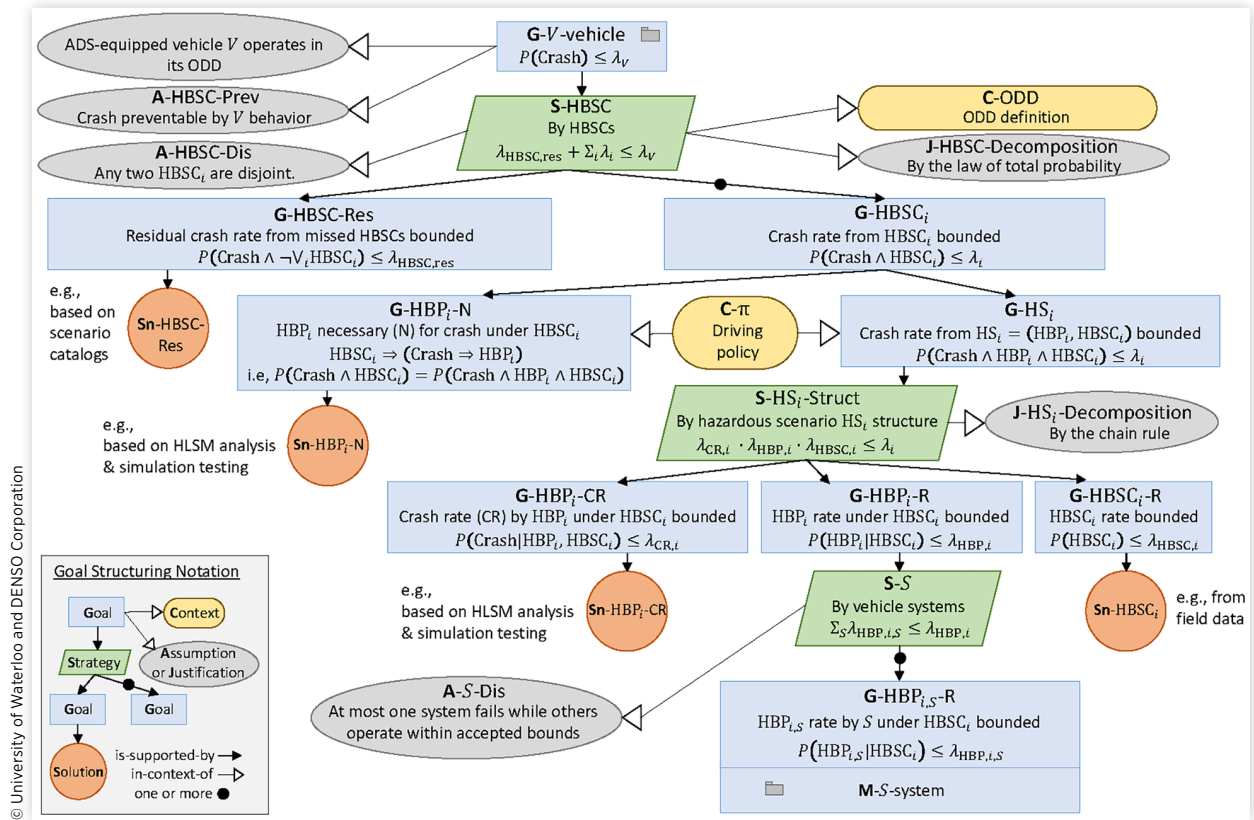 G-V-vehicle
P(Crash) ≤ λ_V
ADS-equipped vehicle V operates in
its ODD
A-HBSC-Prev
Crash preventable by V behavior
A-HBSC-Dis
Any two HBSC_i are disjoint.
S-HBSC
By HBSCs
λ_HBSC,res + Σ_i λ_i ≤ λ_V
C-ODD
ODD definition
J-HBSC-Decomposition
By the law of total probability
G-HBSC-Res
Residual crash rate from missed HBSCs bounded
P(Crash ∧ ¬∨_i HBSC_i) ≤ λ_HBSC,res
G-HBSC_i
Crash rate from HBSC_i bounded
P(Crash ∧ HBSC_i) ≤ λ_i
e.g.,
based on
scenario
catalogs
Sn-HBSC-
Res
G-HBP_i-N
HBP_i necessary (N) for crash under HBSC_i
HBSC_i ⇒ (Crash ⇒ HBP_i)
i.e, P(Crash ∧ HBSC_i) = P(Crash ∧ HBP_i ∧ HBSC_i)
C-π
Driving
policy
G-HS_i
Crash rate from HS_i = (HBP_i, HBSC_i) bounded
P(Crash ∧ HBP_i ∧ HBSC_i) ≤ λ_i
e.g.,
based on HLSM analysis
& simulation testing
Sn-HBP_i-N
S-HS_i-Struct
By hazardous scenario HS_i structure
λ_CR,i · λ_HBP,i · λ_HBSC,i ≤ λ_i
J-HS_i-Decomposition
By the chain rule
G-HBP_i-CR
Crash rate (CR) by HBP_i under HBSC_i bounded
P(Crash|HBP_i, HBSC_i) ≤ λ_CR,i
G-HBP_i-R
HBP_i rate under HBSC_i bounded
P(HBP_i|HBSC_i) ≤ λ_HBP,i
G-HBSC_i-R
HBSC_i rate bounded
P(HBSC_i) ≤ λ_HBSC,i
e.g.,
based on HLSM analysis
& simulation testing
Sn-HBP_i-CR
S-S
By vehicle systems
Σ_S λ_HBP,i,S ≤ λ_HBP,i
Sn-HBSC_i
e.g., from
field data
A-S-Dis
At most one system fails while others
operate within accepted bounds
G-HBP_i,S-R
HBP_i,S rate by S under HBSC_i bounded
P(HBP_i,S|HBSC_i) ≤ λ_HBP,i,S
M-S-system
Goal Structuring Notation
Goal
Context
Strategy
Assumption
or Justification
Goal
Goal
Solution
is-supported-by
in-context-of
one or more
© University of Waterloo and DENSO Corporation